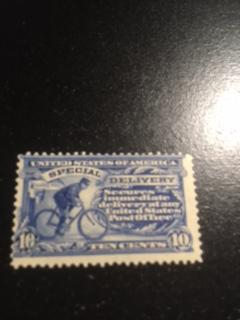 UNITED STATES OF AMERICA
SPECIAL DELIVERY
Secures
immediate
delivery at any
United States
Post Office
10 TEN CENTS 10